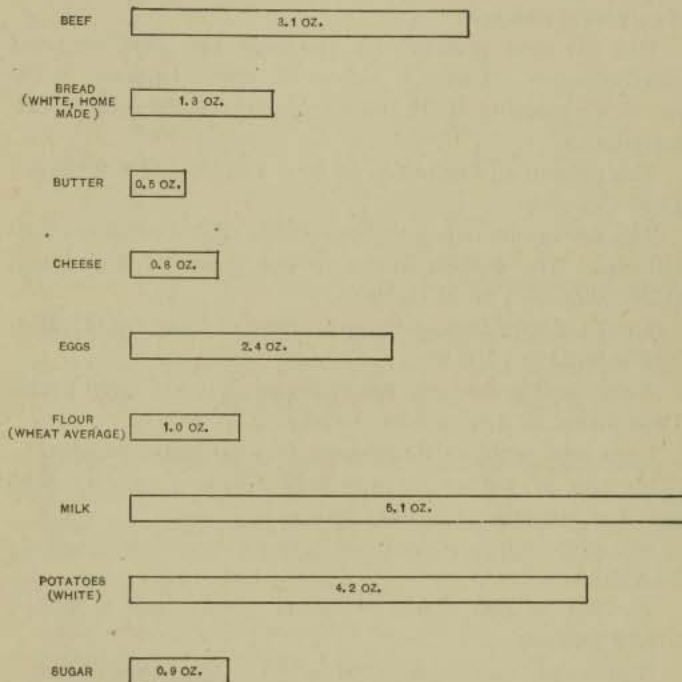 BEEF 3.1 OZ.
BREAD
(WHITE, HOME
MADE) 1.3 OZ.
BUTTER 0.5 OZ.
CHEESE 0.8 OZ.
EGGS 2.4 OZ.
FLOUR
(WHEAT AVERAGE) 1.0 OZ.
MILK 5.1 OZ.
POTATOES
(WHITE) 4.2 OZ.
SUGAR 0.9 OZ.